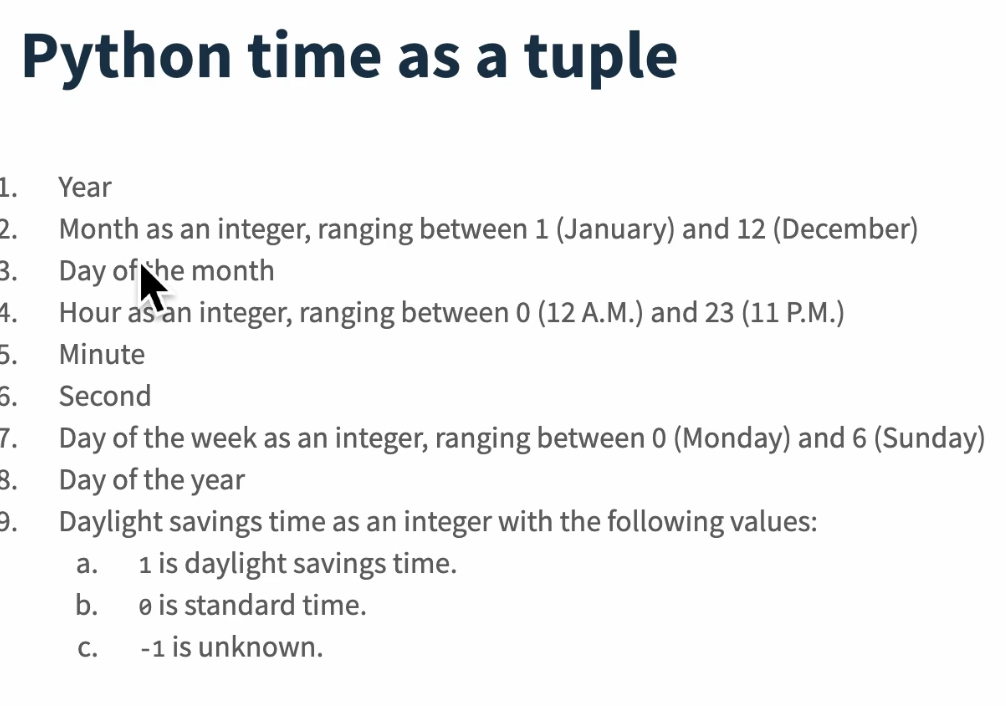 Python time as a tuple
1. Year
2. Month as an integer, ranging between 1 (January) and 12 (December)
3. Day of the month
4. Hour as an integer, ranging between 0 (12 A.M.) and 23 (11 P.M.)
5. Minute
6. Second
7. Day of the week as an integer, ranging between 0 (Monday) and 6 (Sunday)
8. Day of the year
9. Daylight savings time as an integer with the following values:
a. 1 is daylight savings time.
b. 0 is standard time.
c. -1 is unknown.